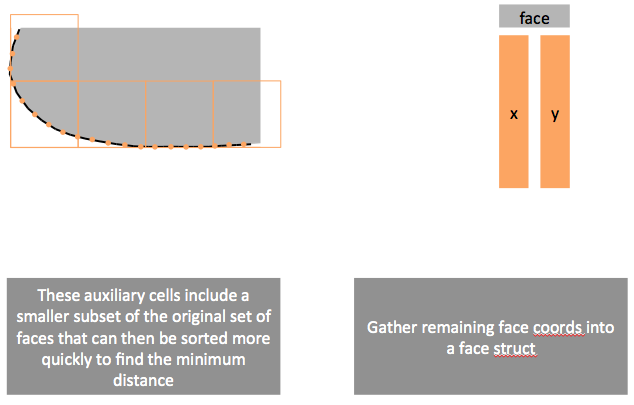 face
x y
These auxiliary cells include a
smaller subset of the original set of
faces that can then be sorted more
quickly to find the minimum
distance
Gather remaining face coords into
a face struct